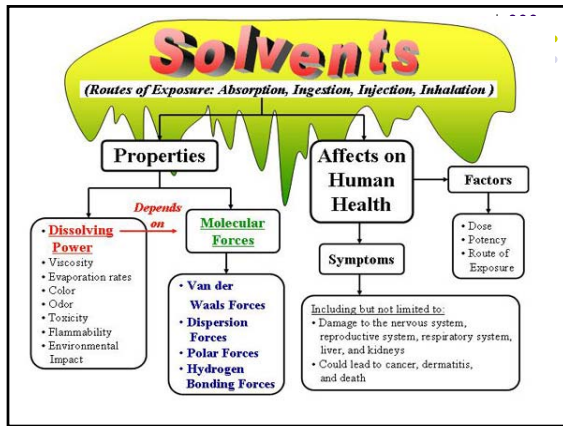 Solvents
(Routes of Exposure: Absorption, Ingestion, Injection, Inhalation )
Properties
Affects on
Human
Health
Factors
• Dose
• Potency
• Route of
Exposure
Depends
on
• Dissolving
Power
• Viscosity
• Evaporation rates
• Color
• Odor
• Toxicity
• Flammability
• Environmental
Impact
Molecular
Forces
• Van der
Waals Forces
• Dispersion
Forces
• Polar Forces
• Hydrogen
Bonding Forces
Symptoms
Including but not limited to:
• Damage to the nervous system,
reproductive system, respiratory system,
liver, and kidneys
• Could lead to cancer, dermatitis,
and death